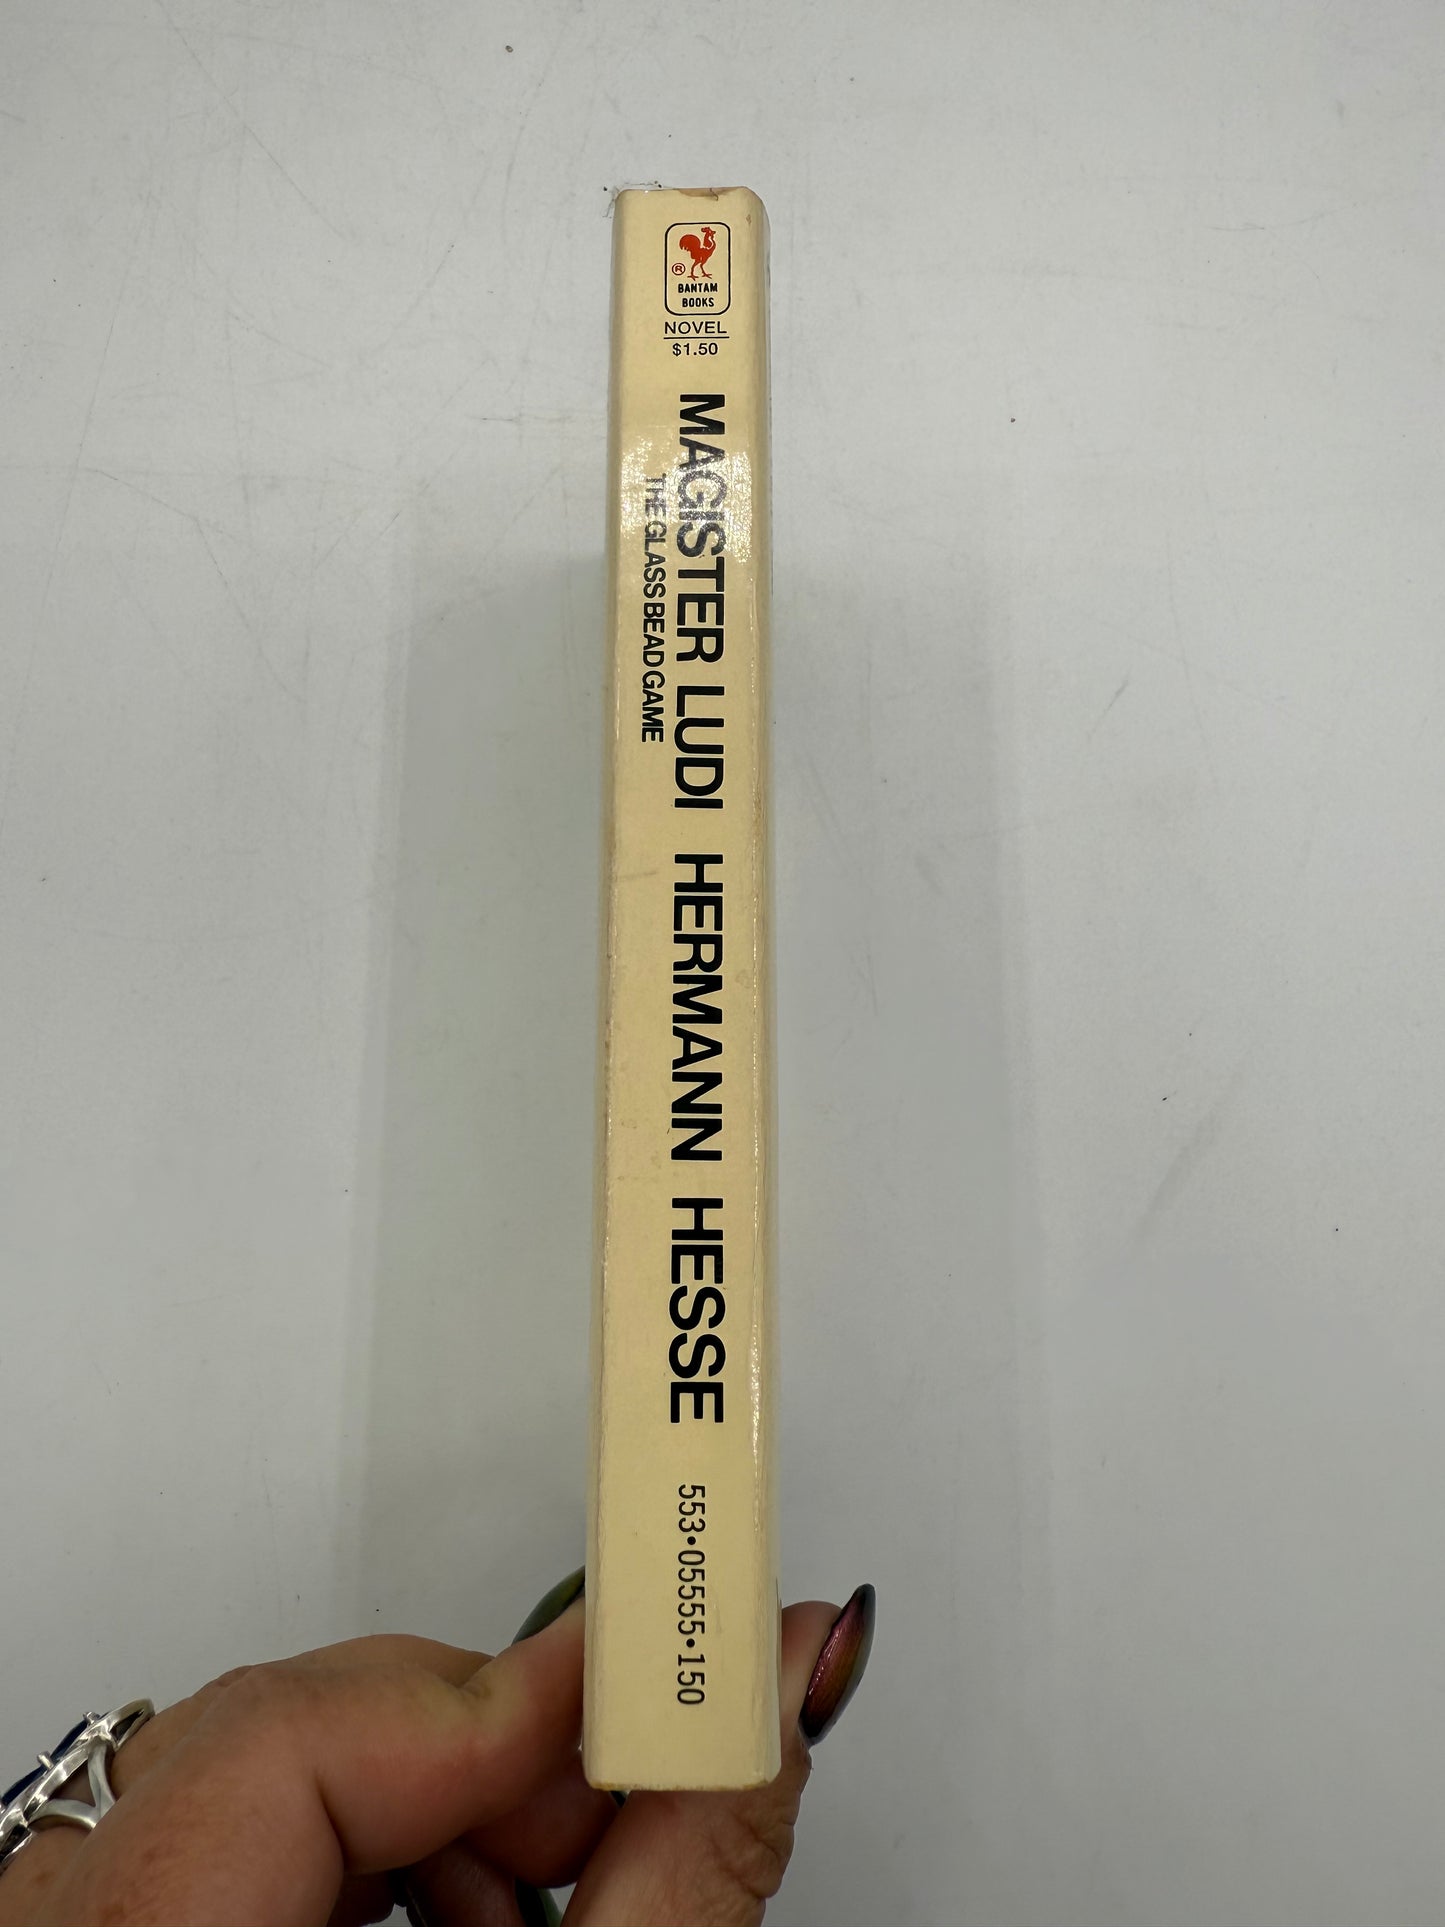 ®
BANTAM
BOOKS
NOVEL
$1.50
MAGISTER LUDI
THE GLASS BEAD GAME
HERMANN HESSE
553•05555•150